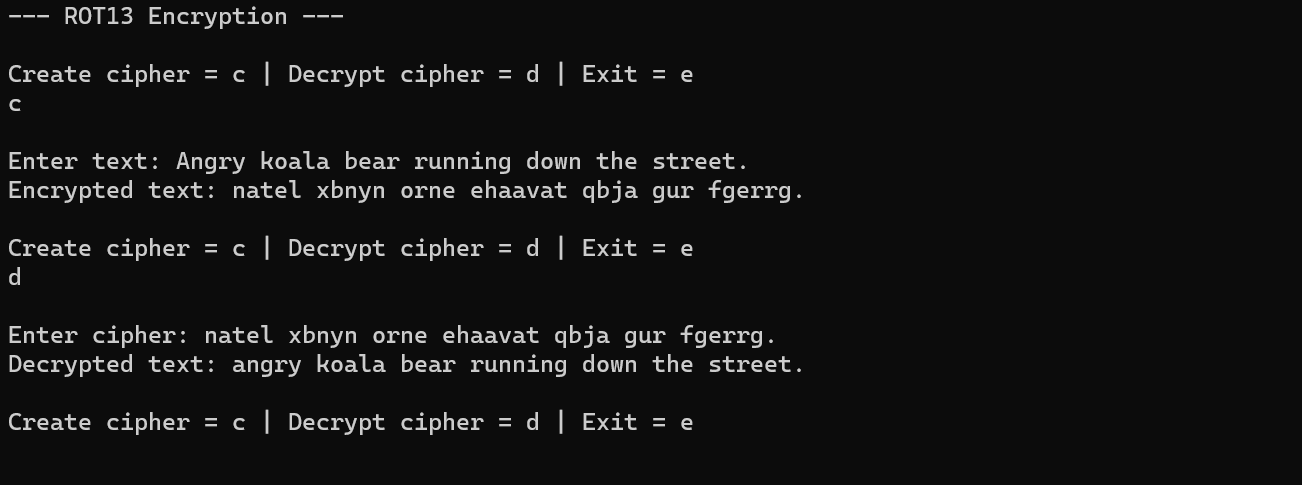 --- ROT13 Encryption ---
Create cipher = c | Decrypt cipher = d | Exit = e
c
Enter text: Angry koala bear running down the street.
Encrypted text: natel xbnyn orne ehaavat qbja gur fgerrg.
Create cipher = c | Decrypt cipher = d | Exit = e
d
Enter cipher: natel xbnyn orne ehaavat qbja gur fgerrg.
Decrypted text: angry koala bear running down the street.
Create cipher = c | Decrypt cipher = d | Exit = e